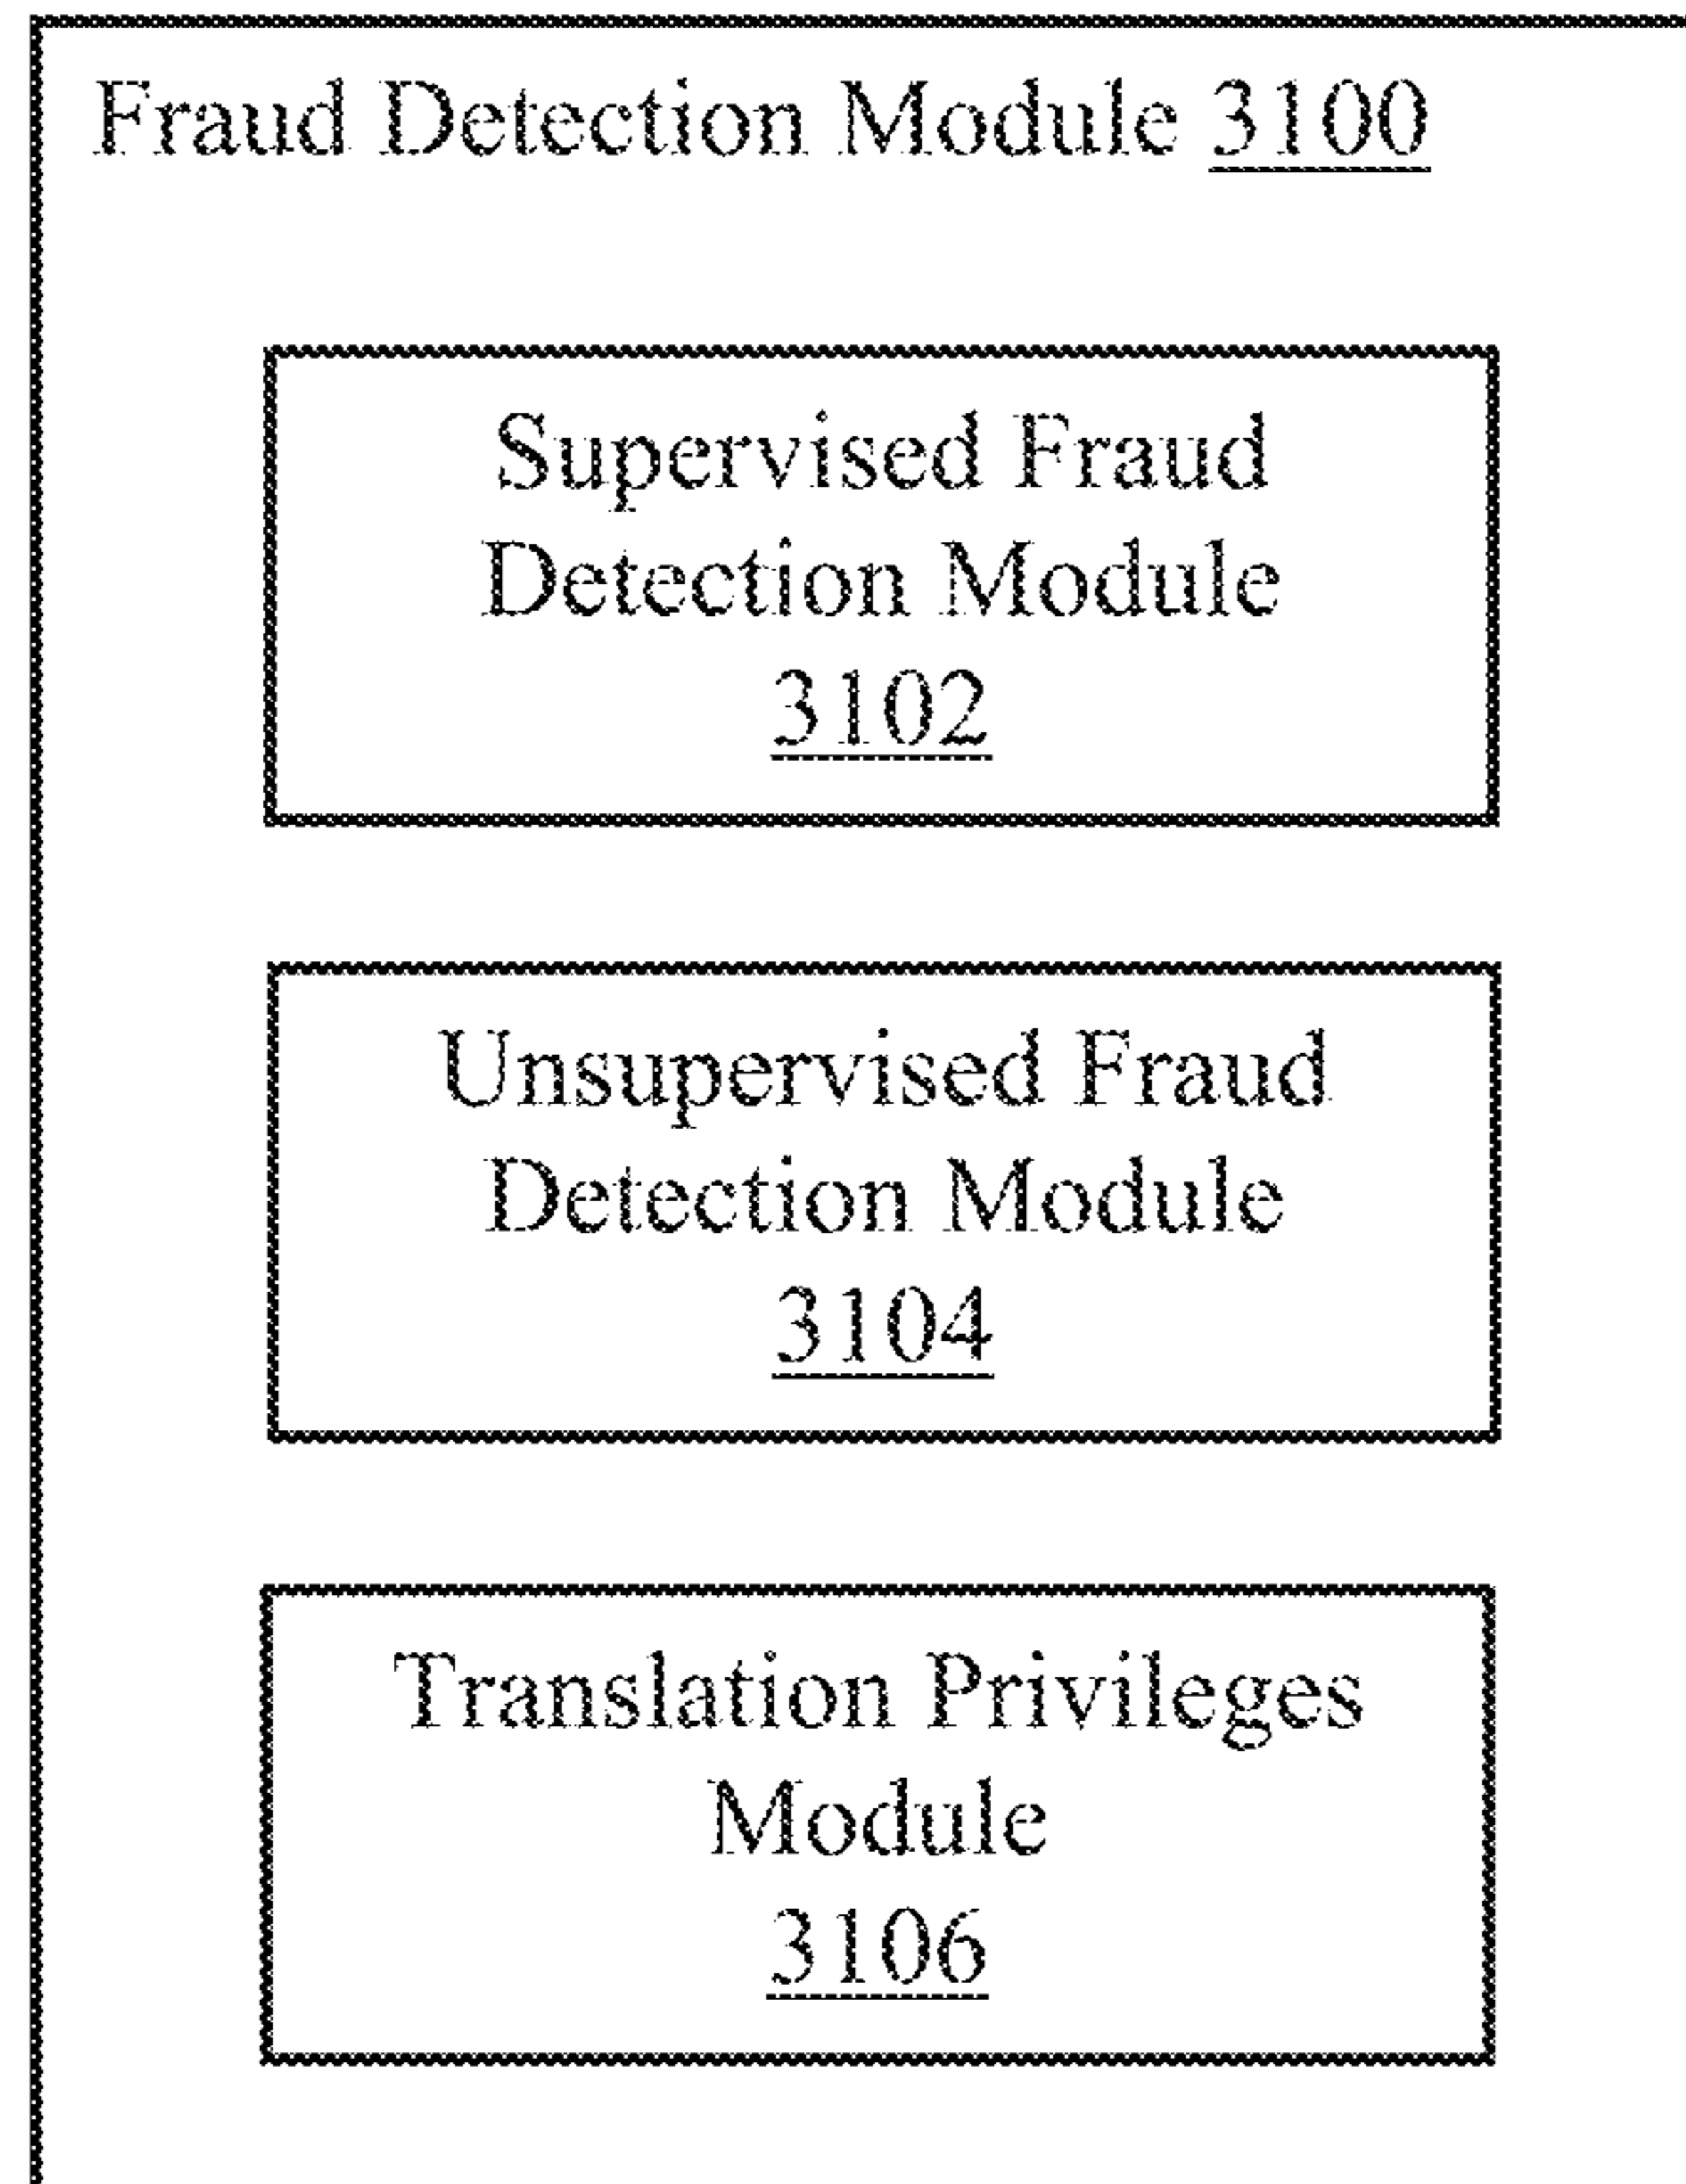 Fraud Detection Module 3100
Supervised Fraud
Detection Module
3102
Unsupervised Fraud
Detection Module
3104
Translation Privileges
Module
3106